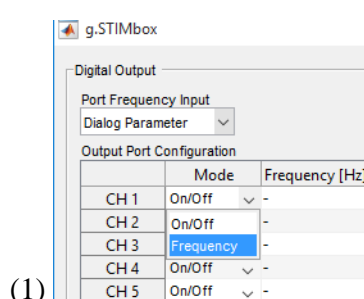 g.STIMbox
Digital Output
Port Frequency Input
Dialog Parameter
Output Port Configuration
Mode Frequency [Hz]
CH 1 On/Off -
CH 2 On/Off -
CH 3 Frequency -
CH 4 On/Off -
(1) CH 5 On/Off -